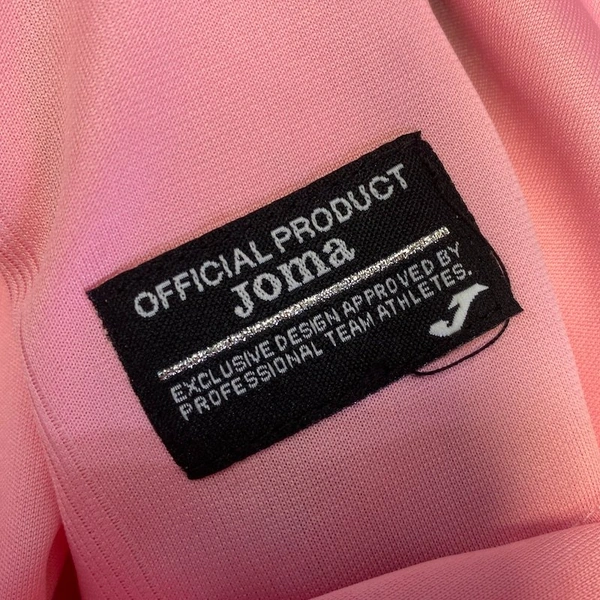 OFFICIAL PRODUCT
Joma
EXCLUSIVE DESIGN APPROVED BY
PROFESSIONAL TEAM ATHLETES.